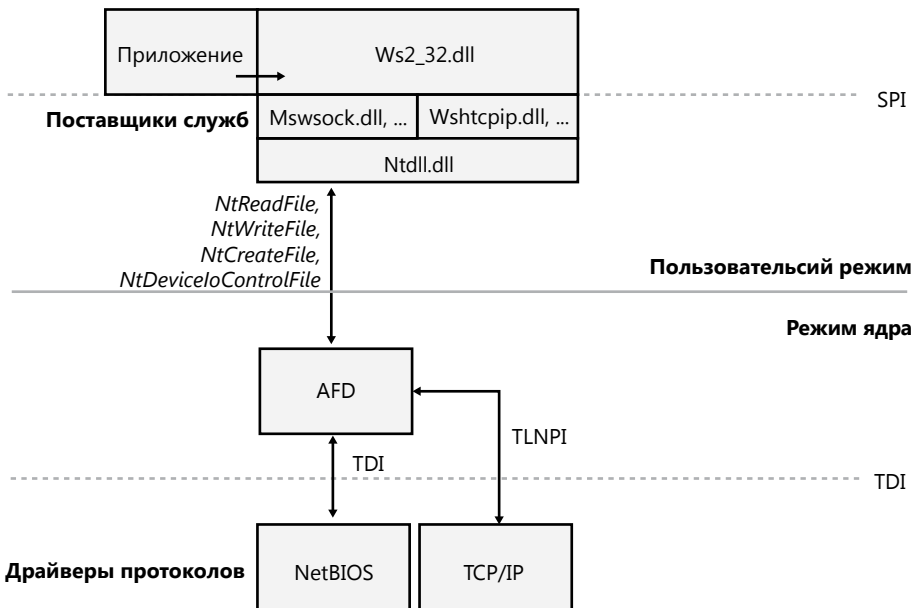 Приложение
Ws2_32.dll
SPI
Поставщики служб
Mswsock.dll, ...
Wshtcpip.dll, ...
Ntdll.dll
NtReadFile,
NtWriteFile,
NtCreateFile,
NtDeviceIoControlFile
Пользовательсий режим
Режим ядра
AFD
TLNPI
TDI
TDI
Драйверы протоколов
NetBIOS
TCP/IP